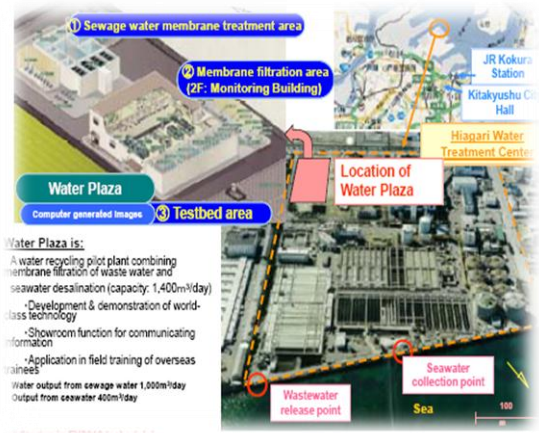 ① Sewage water membrane treatment area
② Membrane filtration area
(2F: Monitoring Building)
Water Plaza
Computer generated images
③ Testbed area
JR Kokura
Station
Kitakyushu Ci
Hall
Hiagari Water
Treatment Center
Location of
Water Plaza
Water Plaza is:
A water recycling pilot plant combining
membrane filtration of waste water and
seawater desalination (capacity: 1,400m³/day)
・Development & demonstration of world-
class technology
・Showroom function for communicating
information
・Application in field training of overseas
trainees
Water output from sewage water 1,000m³/day
Output from seawater 400m³/day
Wastewater
release point
Seawater
collection point
Sea
100
m